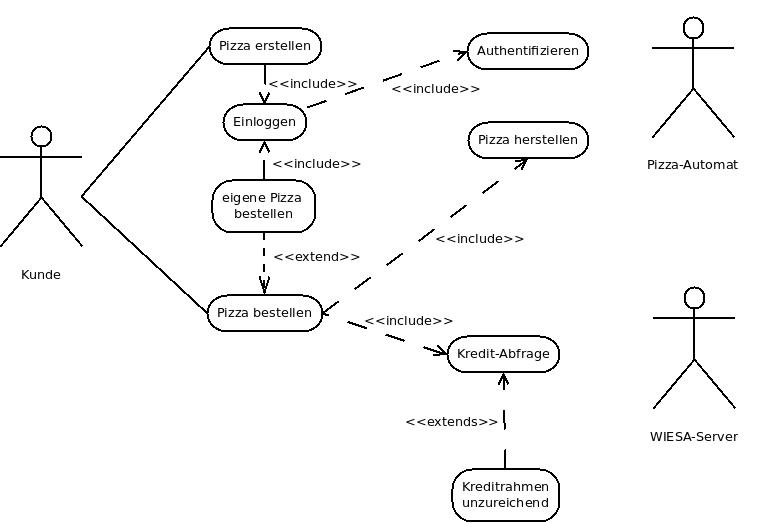 Pizza erstellen
Authentifizieren
<<include>>
<<include>>
Einloggen
Pizza herstellen
Pizza-Automat
<<include>>
eigene Pizza
bestellen
<<include>>
<<extend>>
Kunde
Pizza bestellen
<<include>>
Kredit-Abfrage
<<extends>>
WIESA-Server
Kreditrahmen
unzureichend